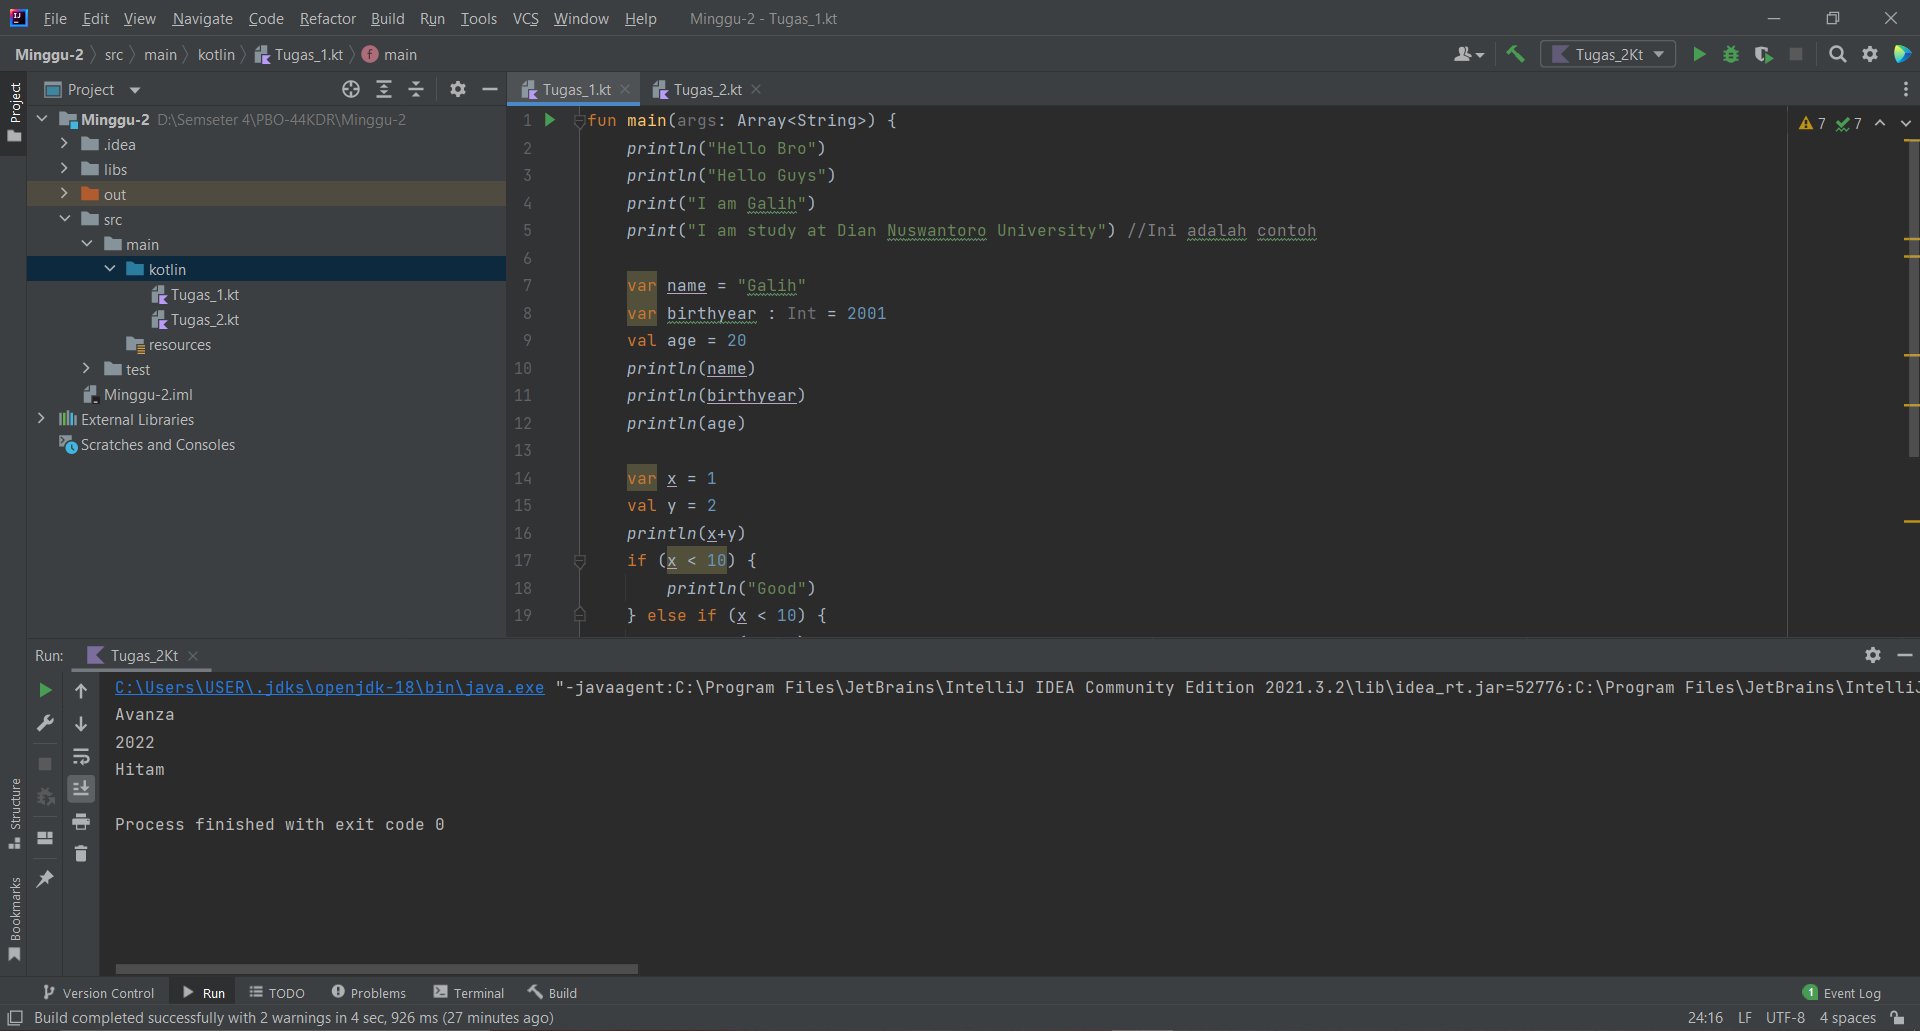 File Edit View Navigate Code Refactor Build Run Tools VCS Window Help Minggu-2 - Tugas_1.kt
Minggu-2 src main kotlin Tugas_1.kt main
Tugas_2Kt
Project
Project
Tugas_1.kt
Tugas_2.kt
Minggu-2 D:\Semseter 4\PBO-44KDR\Minggu-2
.idea
libs
out
src
main
kotlin
Tugas_1.kt
Tugas_2.kt
resources
test
Minggu-2.iml
External Libraries
Scratches and Consoles
7 7
1 fun main(args: Array<String>) {
2 println("Hello Bro")
3 println("Hello Guys")
4 print("I am Galih")
5 print("I am study at Dian Nuswantoro University") //Ini adalah contoh
6
7 var name = "Galih"
8 var birthyear : Int = 2001
9 val age = 20
10 println(name)
11 println(birthyear)
12 println(age)
13
14 var x = 1
15 val y = 2
16 println(x+y)
17 if (x < 10) {
18 println("Good")
19 } else if (x < 10) {
Run: Tugas_2Kt
C:\Users\USER\.jdks\openjdk-18\bin\java.exe "-javaagent:C:\Program Files\JetBrains\IntelliJ IDEA Community Edition 2021.3.2\lib\idea_rt.jar=52776:C:\Program Files\JetBrains\IntelliJ
Avanza
2022
Hitam
Process finished with exit code 0
Structure
Bookmarks
Version Control Run TODO Problems Terminal Build
1 Event Log
Build completed successfully with 2 warnings in 4 sec, 926 ms (27 minutes ago)
24:16 LF UTF-8 4 spaces